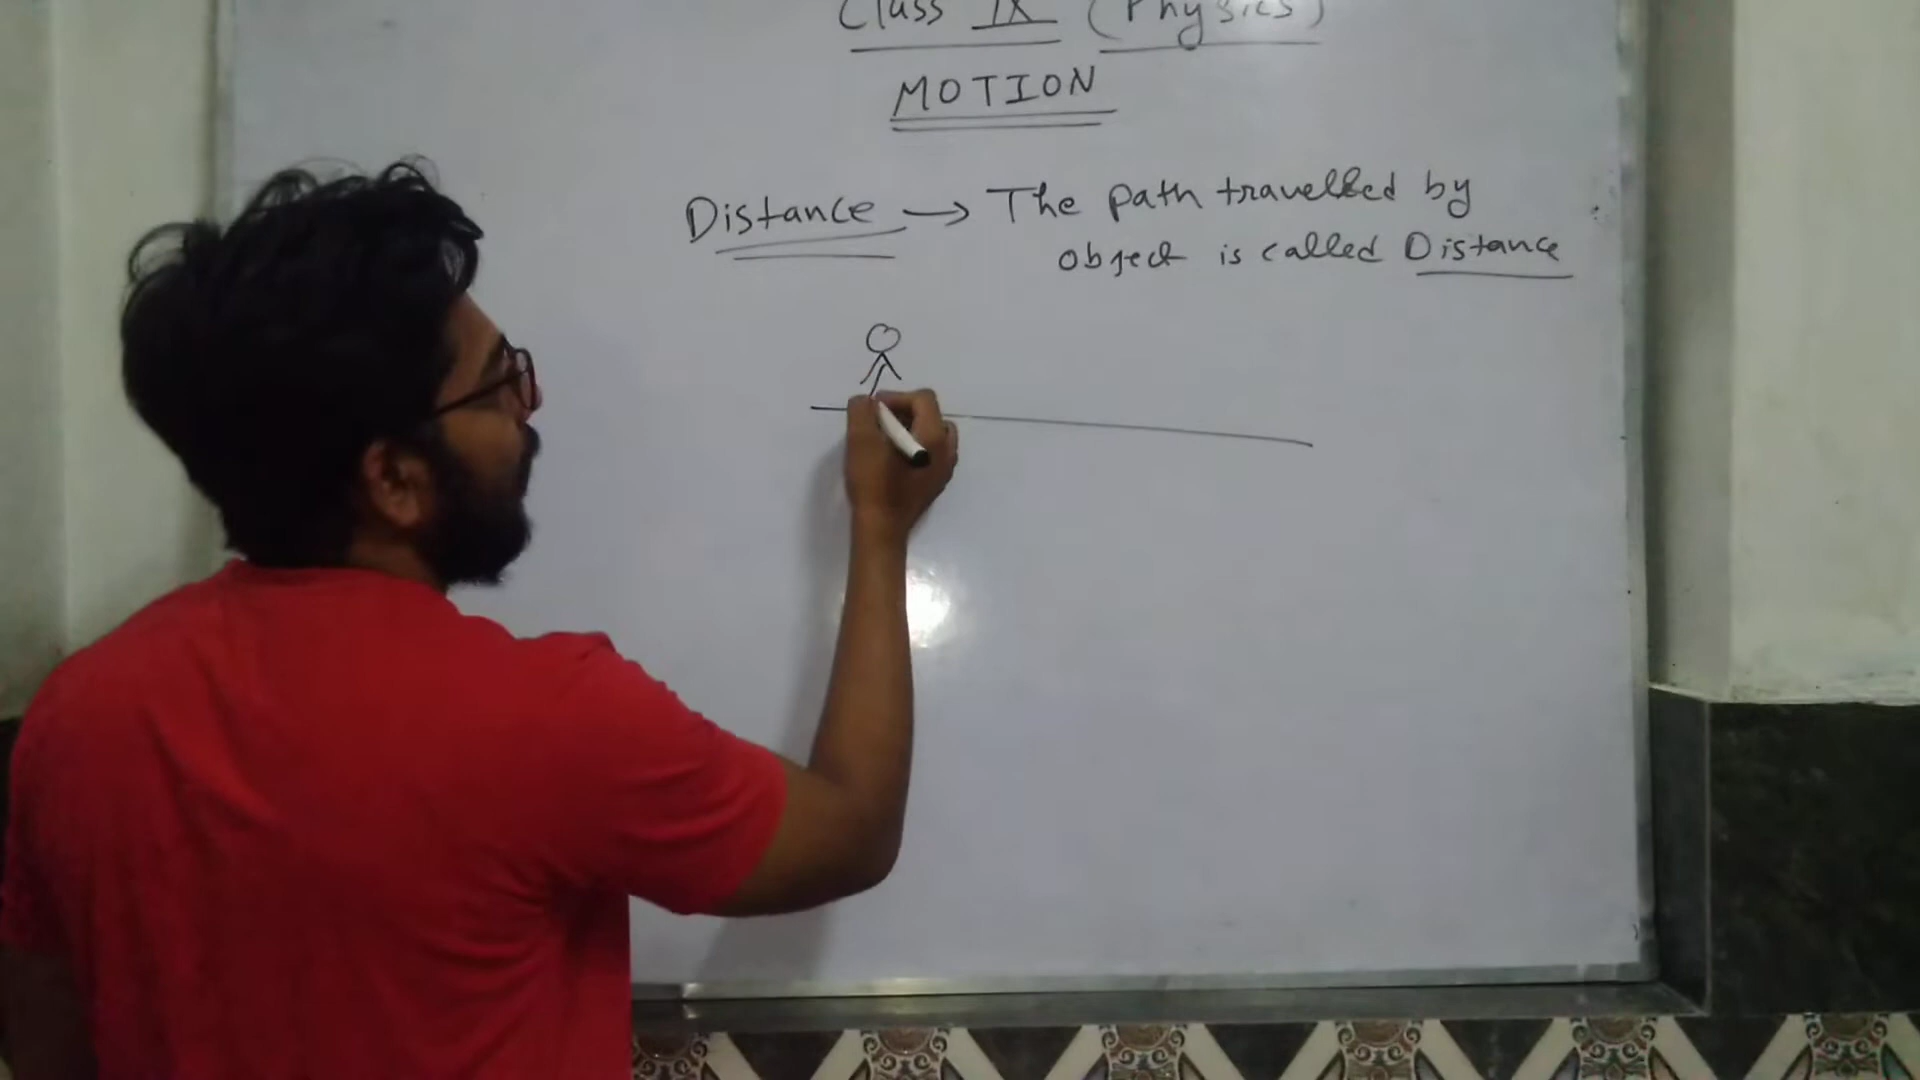 Class IX (Physics)
MOTION
Distance → The path travelled by
object is called Distance